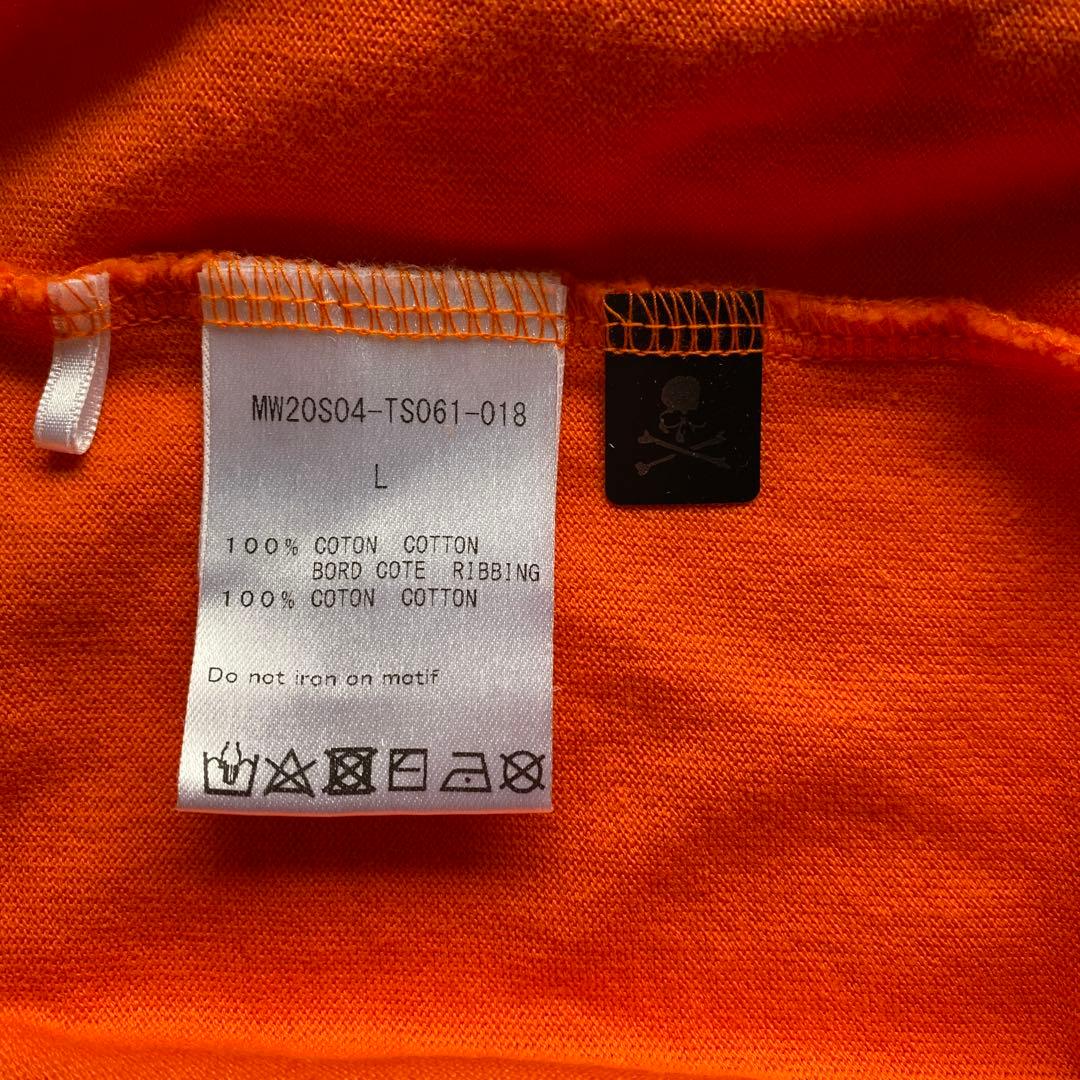 MW20S04-TS061-018
L
100% COTON COTTON
BORD COTE RIBBING
100% COTON COTTON
Do not iron on motif